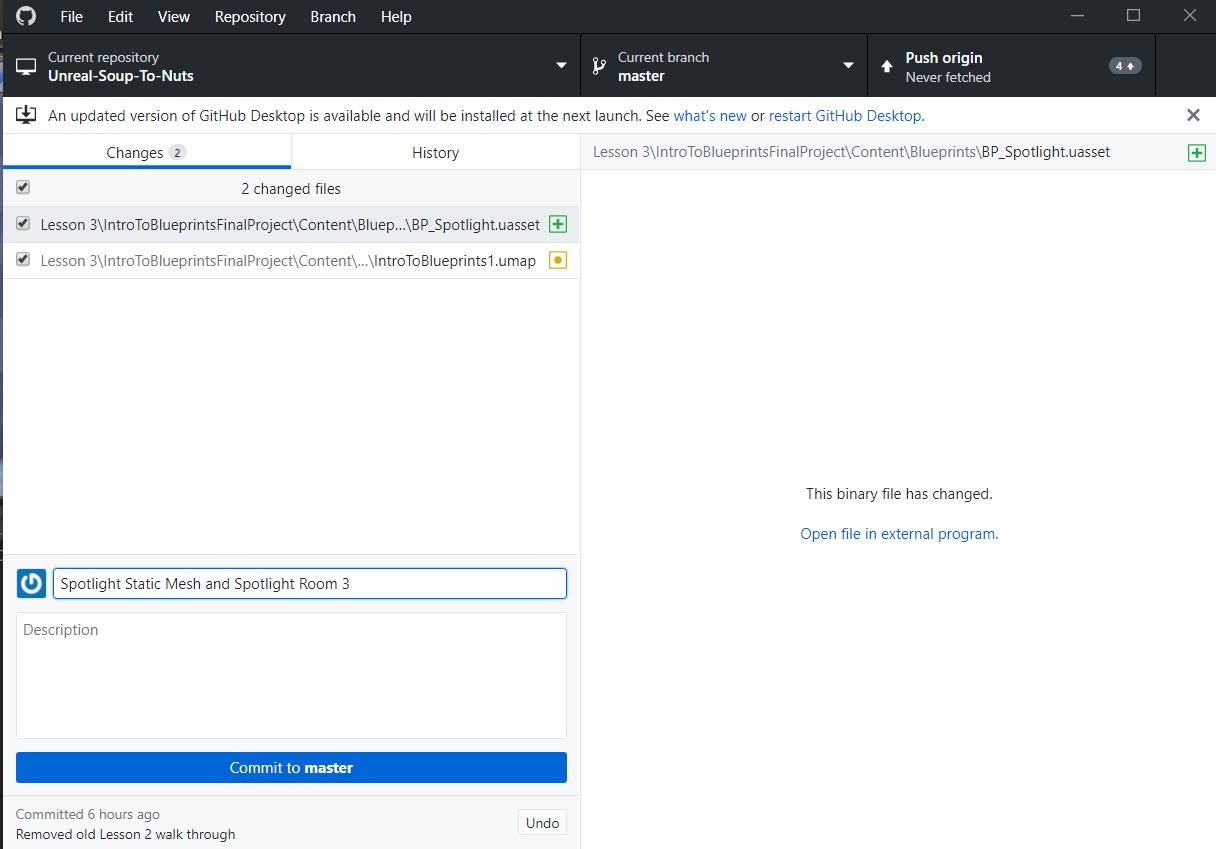 File Edit View Repository Branch Help
Current repository
Unreal-Soup-To-Nuts
Current branch
master
Push origin
Never fetched
4
An updated version of GitHub Desktop is available and will be installed at the next launch. See what's new or restart GitHub Desktop.
Changes 2
History
Lesson 3\IntroToBlueprintsFinalProject\Content\Blueprints\BP_Spotlight.uasset
2 changed files
Lesson 3\IntroToBlueprintsFinalProject\Content\Bluep...\BP_Spotlight.uasset
Lesson 3\IntroToBlueprintsFinalProject\Content\...\IntroToBlueprints1.umap
This binary file has changed.
Open file in external program.
Spotlight Static Mesh and Spotlight Room 3
Description
Commit to master
Committed 6 hours ago
Removed old Lesson 2 walk through
Undo